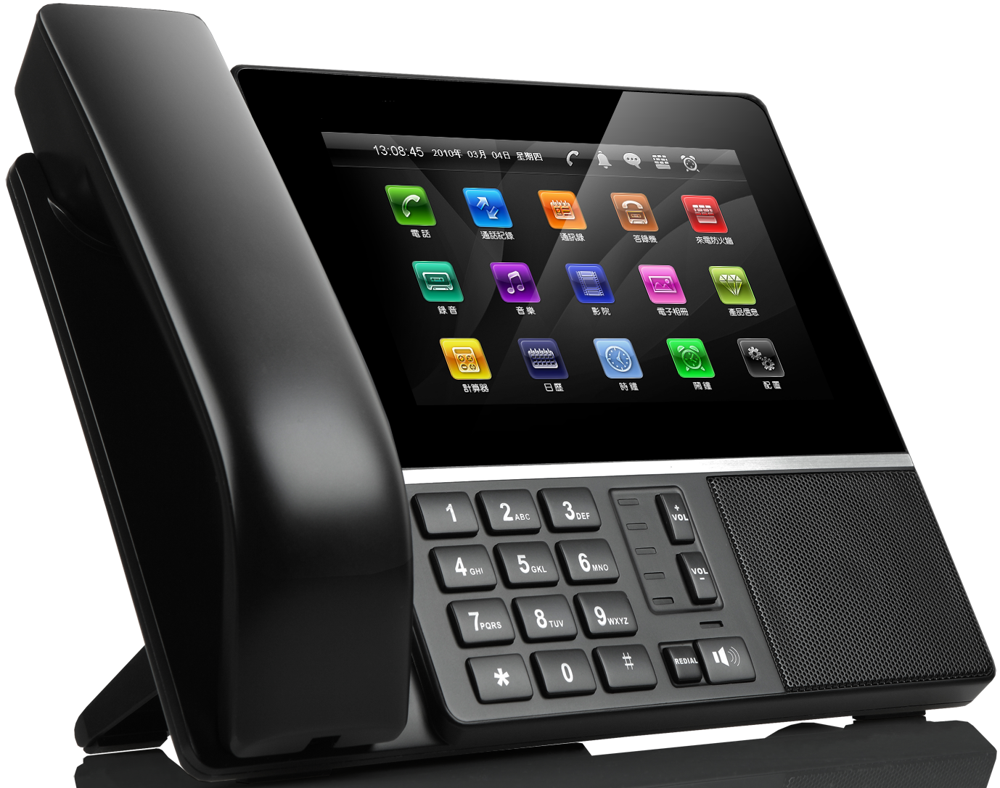 13:08:45 2010年 03月 04日 星期四
電話 通話記錄 通訊錄 答錄機 來電防火牆
錄音 音樂 影院 電子相冊 產品信息
計算器 日歷 時鐘 鬧鐘 配置
1 2 ABC 3 DEF + VOL
4 GHI 5 GKL 6 MNO VOL -
7 PQRS 8 TUV 9 WXYZ
* 0 # REDIAL